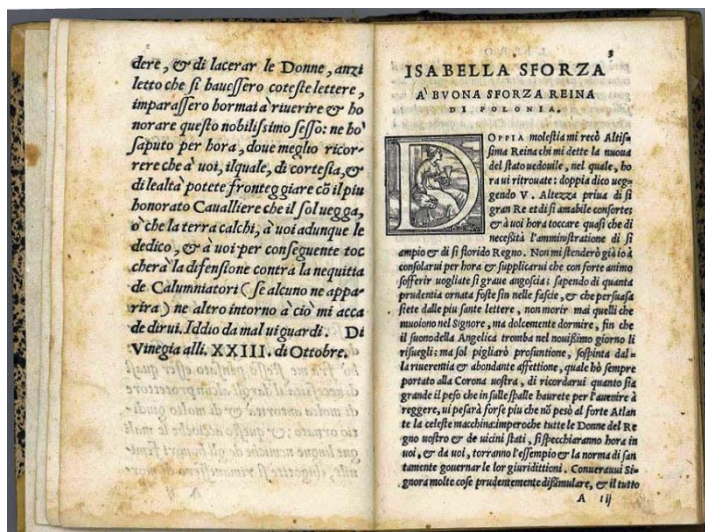 dere, & di lacerar le Donne, anzi
letto che si hauessero coteste lettere,
imparassero hormai à riuerire & ho
norare questo nobilissimo sesso: ne ho
saputo per hora, doue meglio ricor-
rere che à uoi, ilquale, di cortesia, &
di lealtà potete fronteggiare cõ il piu
honorato Caualliere che il sol uegga,
ò che la terra calchi, à uoi adunque le
dedico, & à uoi per conseguente toc
cherà la difensione contra la nequitia
de Calumniatori (se alcuno ne appa-
rira) ne altro intorno à ciò mi acca
de dirui. Iddio da mal ui guardi. Di
Vinegia alli. XXIII. di Ottobre.
3
ISABELLA SFORZA
A' BVONA SFORZA REINA
DI POLONIA.
DOPPIA molestia mi recò Altis-
sima Reina chi mi dette la nuoua
del stato uedouile, nel quale, ho
ra ui ritrouate: doppia dico ueg-
gendo V. Altezza priua di si
gran Re et di si amabile consorte;
& à uoi hora toccare quasi che di
necessità l'amministratione di si
ampio & di si florido Regno. Non mi stenderò già io à
consolarui per hora & supplicarui che con forte animo
sofferir uogliate si graue angoscia; sapendo di quanta
prudentia ornata foste sin nelle fascie, & che persuasa
siete dalle piu sante lettere, non morir mai quelli che
muoiono nel Signore, ma dolcemente dormire, fin che
il suono della Angelica tromba nel nouissimo giorno li
risuegli; ma sol pigliarò prosuntione, sospinta dal-
la riuerentia & abondante affettione, quale hò sempre
portato alla Corona uostra, di ricordarui quanto sia
grande il peso che in sulle spalle haurete per l'auenire à
reggere, ui pesarà forse piu che nõ pesò al forte Atlan
te la celeste macchina: imperoche tutte le Donne del Re
gno uostro & de uicini stati, si specchiaranno hora in
uoi, & da uoi, torranno l'essempio & la norma di san
tamente gouernar le lor giuridittioni. Conuerauui Si-
gnora molte cose prudentemente dissimulare, & il tutto
A iij